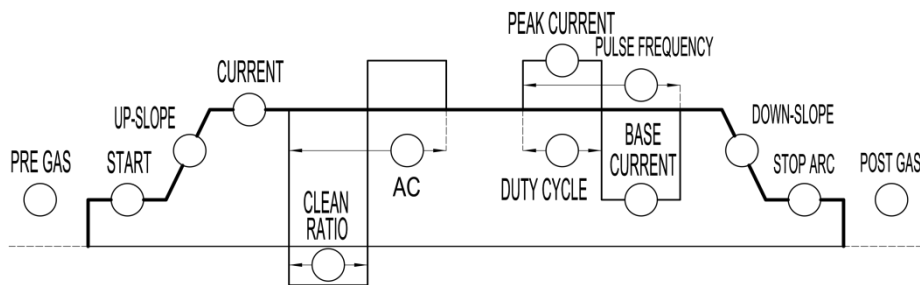 PEAK CURRENT
PULSE FREQUENCY
CURRENT
UP-SLOPE
DOWN-SLOPE
PRE GAS
START
AC
DUTY CYCLE
BASE
CURRENT
STOP ARC
POST GAS
CLEAN
RATIO